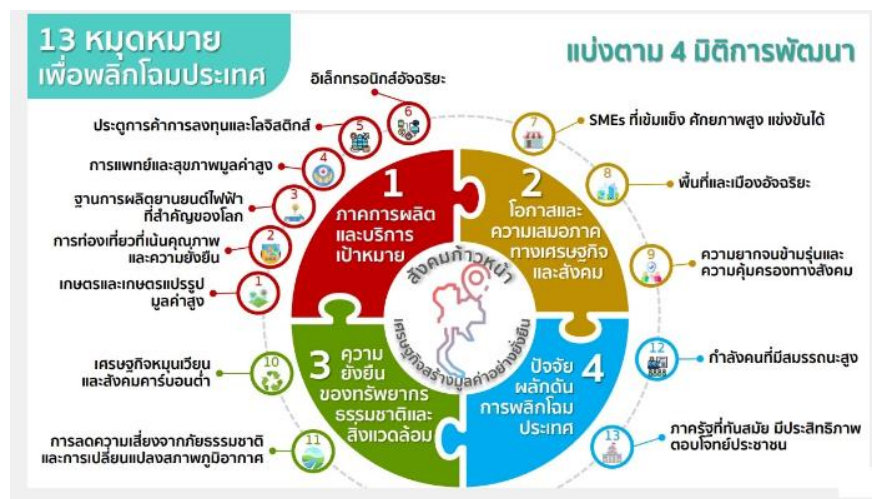 13 หมุดหมาย
เพื่อพลิกโฉมประเทศ
แบ่งตาม 4 มิติการพัฒนา
1
ภาคการผลิต
และบริการ
เป้าหมาย
6
อิเล็กทรอนิกส์อัจฉริยะ
5
ประตูการค้าการลงทุนและโลจิสติกส์
4
การแพทย์และสุขภาพมูลค่าสูง
3
ฐานการผลิตยานยนต์ไฟฟ้า
ที่สำคัญของโลก
2
การท่องเที่ยวที่เน้นคุณภาพ
และความยั่งยืน
1
เกษตรและเกษตรแปรรูป
มูลค่าสูง
2
โอกาสและ
ความเสมอภาค
ทางเศรษฐกิจ
และสังคม
7
SMEs ที่เข้มแข็ง ศักยภาพสูง แข่งขันได้
8
พื้นที่และเมืองอัจฉริยะ
9
ความยากจนข้ามรุ่นและ
ความคุ้มครองทางสังคม
สังคมก้าวหน้า
เศรษฐกิจสร้างมูลค่าอย่างยั่งยืน
3 ความ
ยั่งยืน
ของทรัพยากร
ธรรมชาติและ
สิ่งแวดล้อม
10
เศรษฐกิจหมุนเวียน
และสังคมคาร์บอนต่ำ
11
การลดความเสี่ยงจากภัยธรรมชาติ
และการเปลี่ยนแปลงสภาพภูมิอากาศ
4
ปัจจัย
ผลักดัน
การพลิกโฉม
ประเทศ
12
กำลังคนที่มีสมรรถนะสูง
13
ภาครัฐที่ทันสมัย มีประสิทธิภาพ
ตอบโจทย์ประชาชน